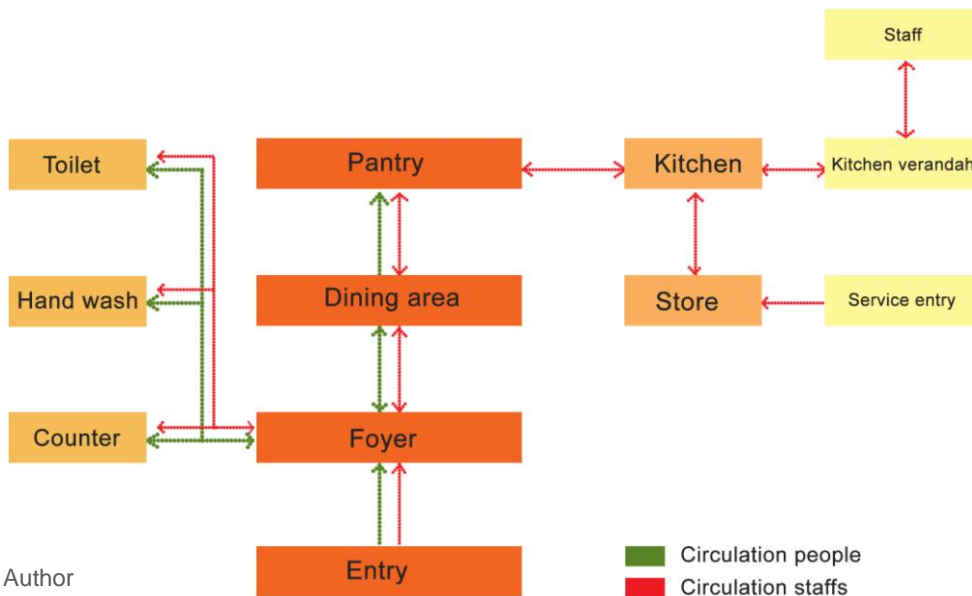 Staff
Toilet
Pantry
Kitchen
Kitchen verandah
Hand wash
Dining area
Store
Service entry
Counter
Foyer
Circulation people
Author
Entry
Circulation staffs